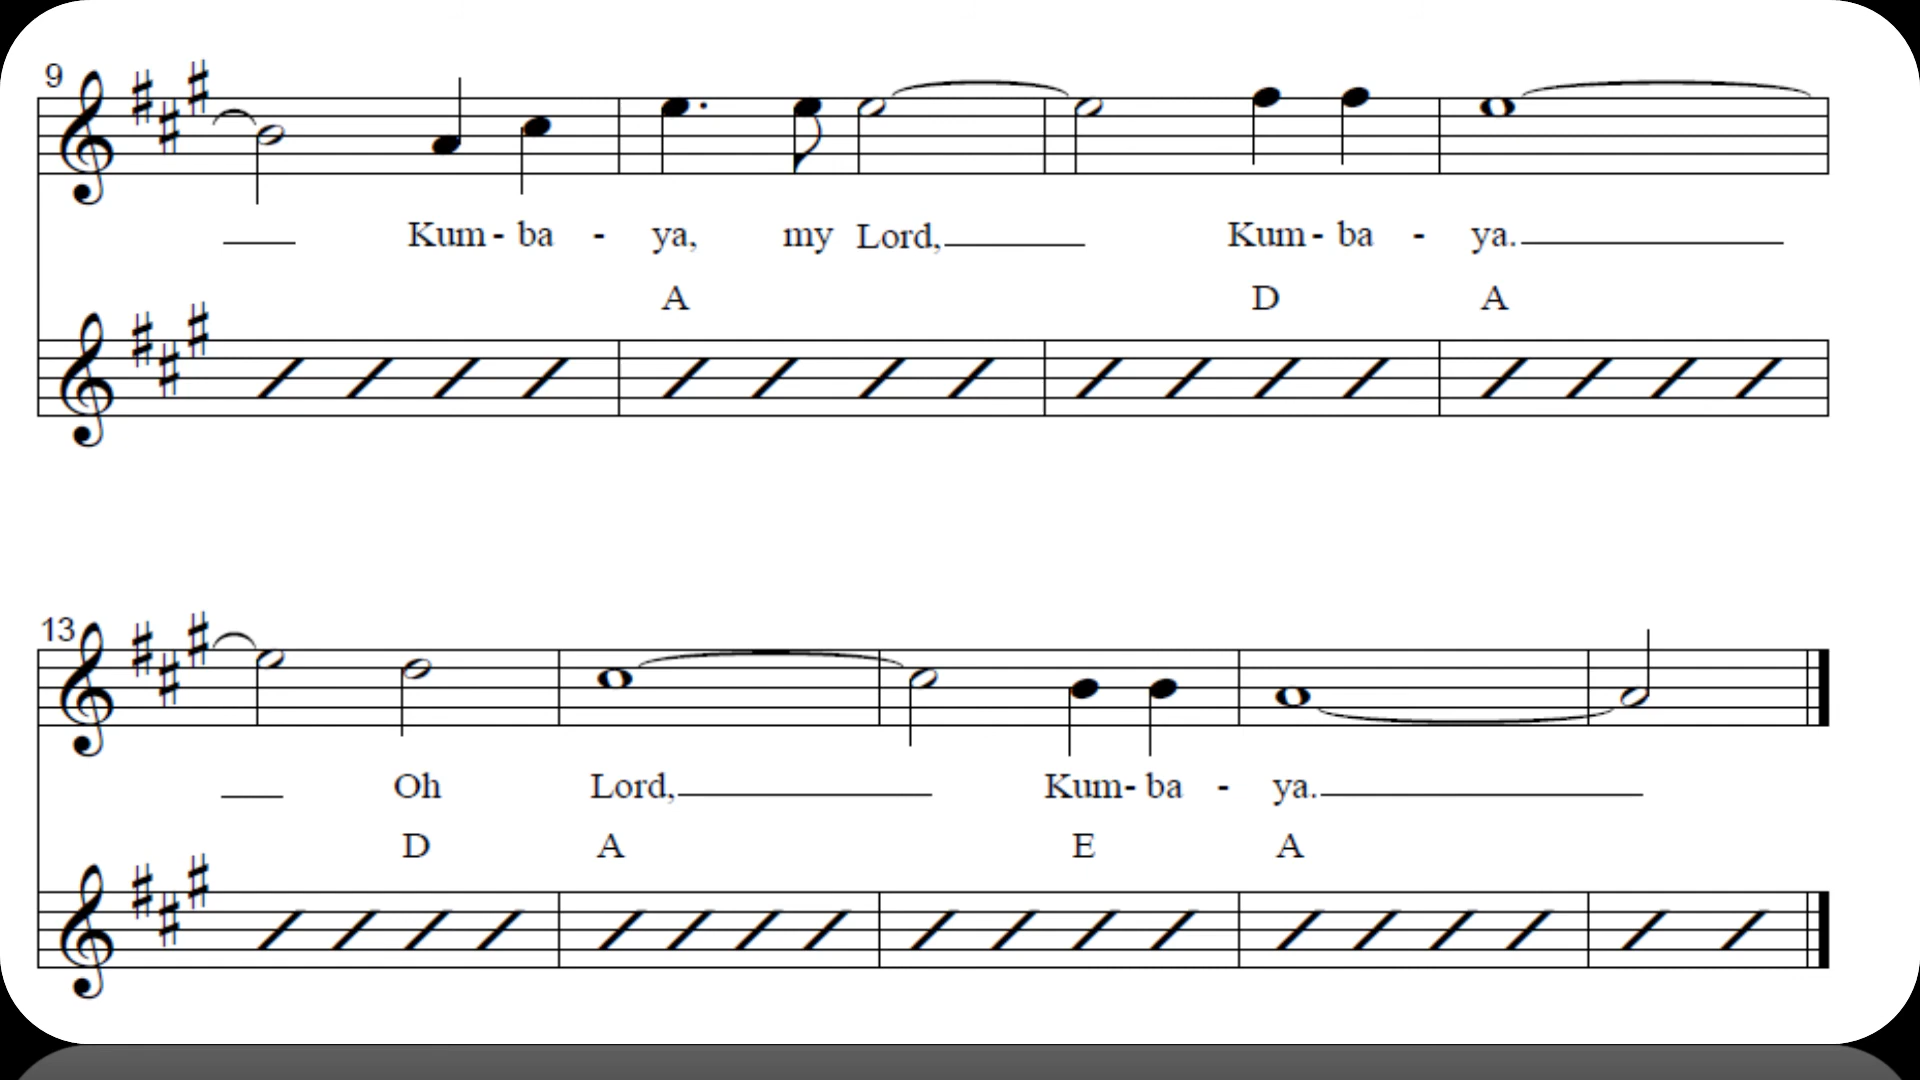 9
Kum - ba - ya, my Lord, Kum - ba - ya.
A D A
13
Oh Lord, Kum - ba - ya.
D A E A